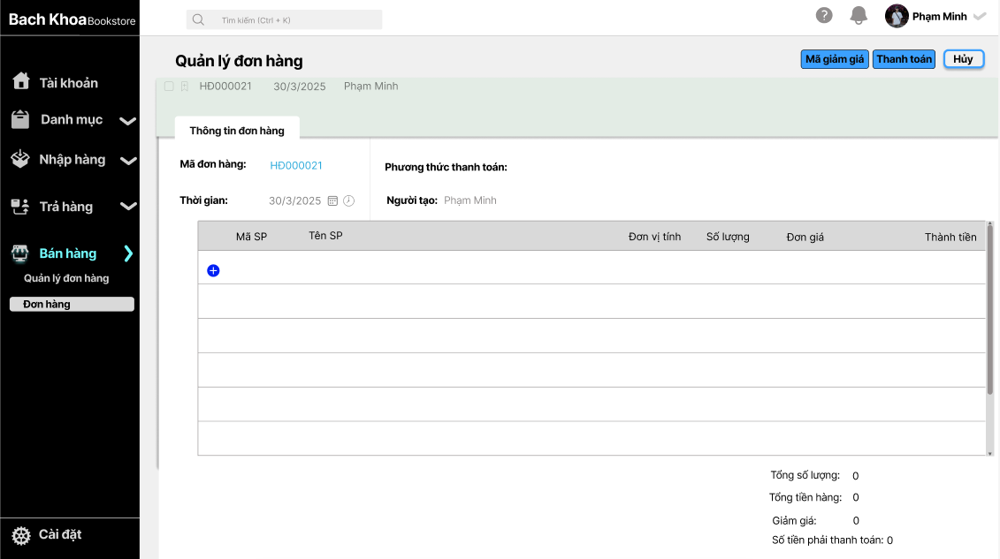 Bach Khoa Bookstore
Tìm kiếm (Ctrl + K)
?
Phạm Minh
Quản lý đơn hàng
Mã giảm giá
Thanh toán
Hủy
Tài khoản
Danh mục
Nhập hàng
Trả hàng
Bán hàng
Quản lý đơn hàng
Đơn hàng
Cài đặt
HĐ000021 30/3/2025 Phạm Minh
Thông tin đơn hàng
Mã đơn hàng: HĐ000021
Phương thức thanh toán:
Thời gian: 30/3/2025
Người tạo: Phạm Minh
Mã SP Tên SP Đơn vị tính Số lượng Đơn giá Thành tiền
Tổng số lượng: 0
Tổng tiền hàng: 0
Giảm giá: 0
Số tiền phải thanh toán: 0